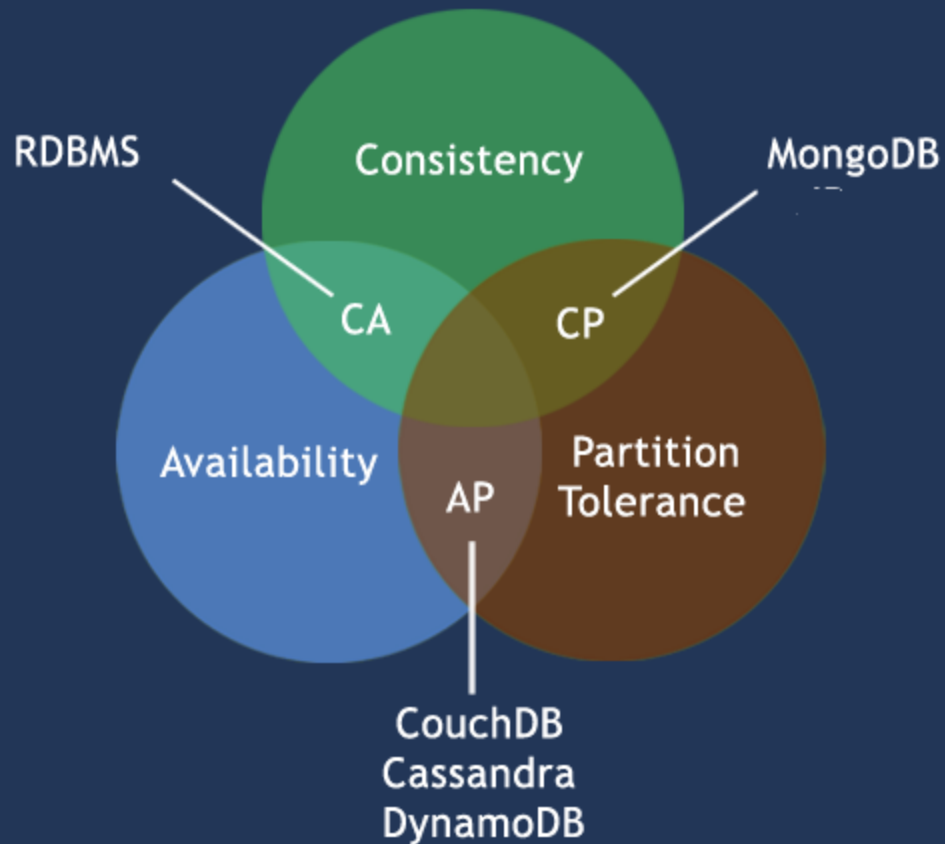 RDBMS
Consistency
MongoDB
CA
CP
Availability
Partition
Tolerance
AP
CouchDB
Cassandra
DynamoDB